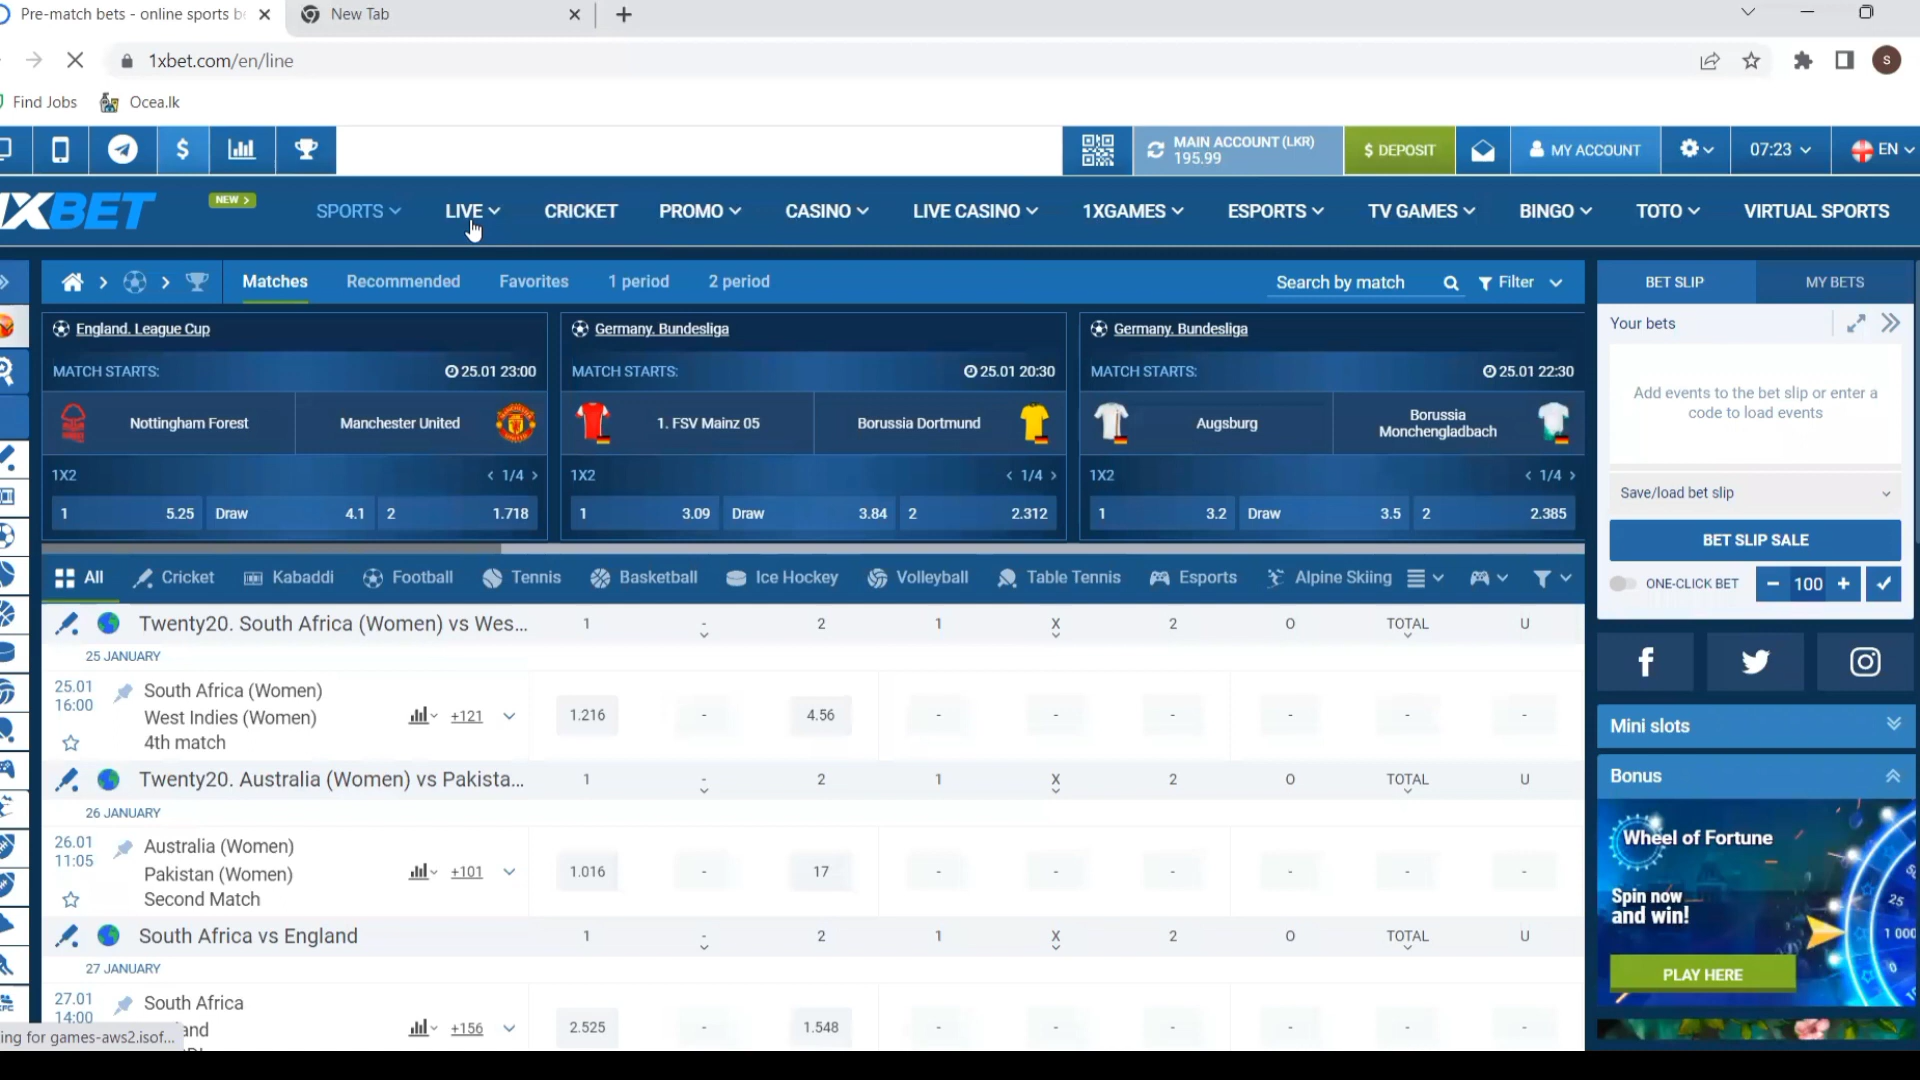 Pre-match bets - online sports be
New Tab
1xbet.com/en/line
S
Find Jobs
Ocea.lk
$
MAIN ACCOUNT (LKR)
195.99
$ DEPOSIT
MY ACCOUNT
07:23
EN
1XBET
NEW >
SPORTS
LIVE
CRICKET
PROMO
CASINO
LIVE CASINO
1XGAMES
ESPORTS
TV GAMES
BINGO
TOTO
VIRTUAL SPORTS
Matches
Recommended
Favorites
1 period
2 period
Search by match
Filter
England. League Cup
MATCH STARTS:
25.01 23:00
Nottingham Forest
Manchester United
1X2
< 1/4 >
1 5.25
Draw 4.1
2 1.718
Germany. Bundesliga
MATCH STARTS:
25.01 20:30
1. FSV Mainz 05
Borussia Dortmund
1X2
< 1/4 >
1 3.09
Draw 3.84
2 2.312
Germany. Bundesliga
MATCH STARTS:
25.01 22:30
Augsburg
Borussia
Monchengladbach
1X2
< 1/4 >
1 3.2
Draw 3.5
2 2.385
All
Cricket
Kabaddi
Football
Tennis
Basketball
Ice Hockey
Volleyball
Table Tennis
Esports
Alpine Skiing
Twenty20. South Africa (Women) vs Wes... 1 - 2 1 X 2 O TOTAL U
25 JANUARY
25.01
16:00
South Africa (Women)
West Indies (Women)
4th match
+121
1.216 - 4.56 - - - - - -
Twenty20. Australia (Women) vs Pakista... 1 - 2 1 X 2 O TOTAL U
26 JANUARY
26.01
11:05
Australia (Women)
Pakistan (Women)
Second Match
+101
1.016 - 17 - - - - - -
South Africa vs England 1 - 2 1 X 2 O TOTAL U
27 JANUARY
27.01
14:00
South Africa
and
+156
2.525 - 1.548 - - - - - -
ing for games-aws2.isof...
BET SLIP
MY BETS
Your bets
Add events to the bet slip or enter a
code to load events
Save/load bet slip
BET SLIP SALE
ONE-CLICK BET
− 100 +
Mini slots
Bonus
Wheel of Fortune
Spin now
and win!
25
1 000
0
PLAY HERE